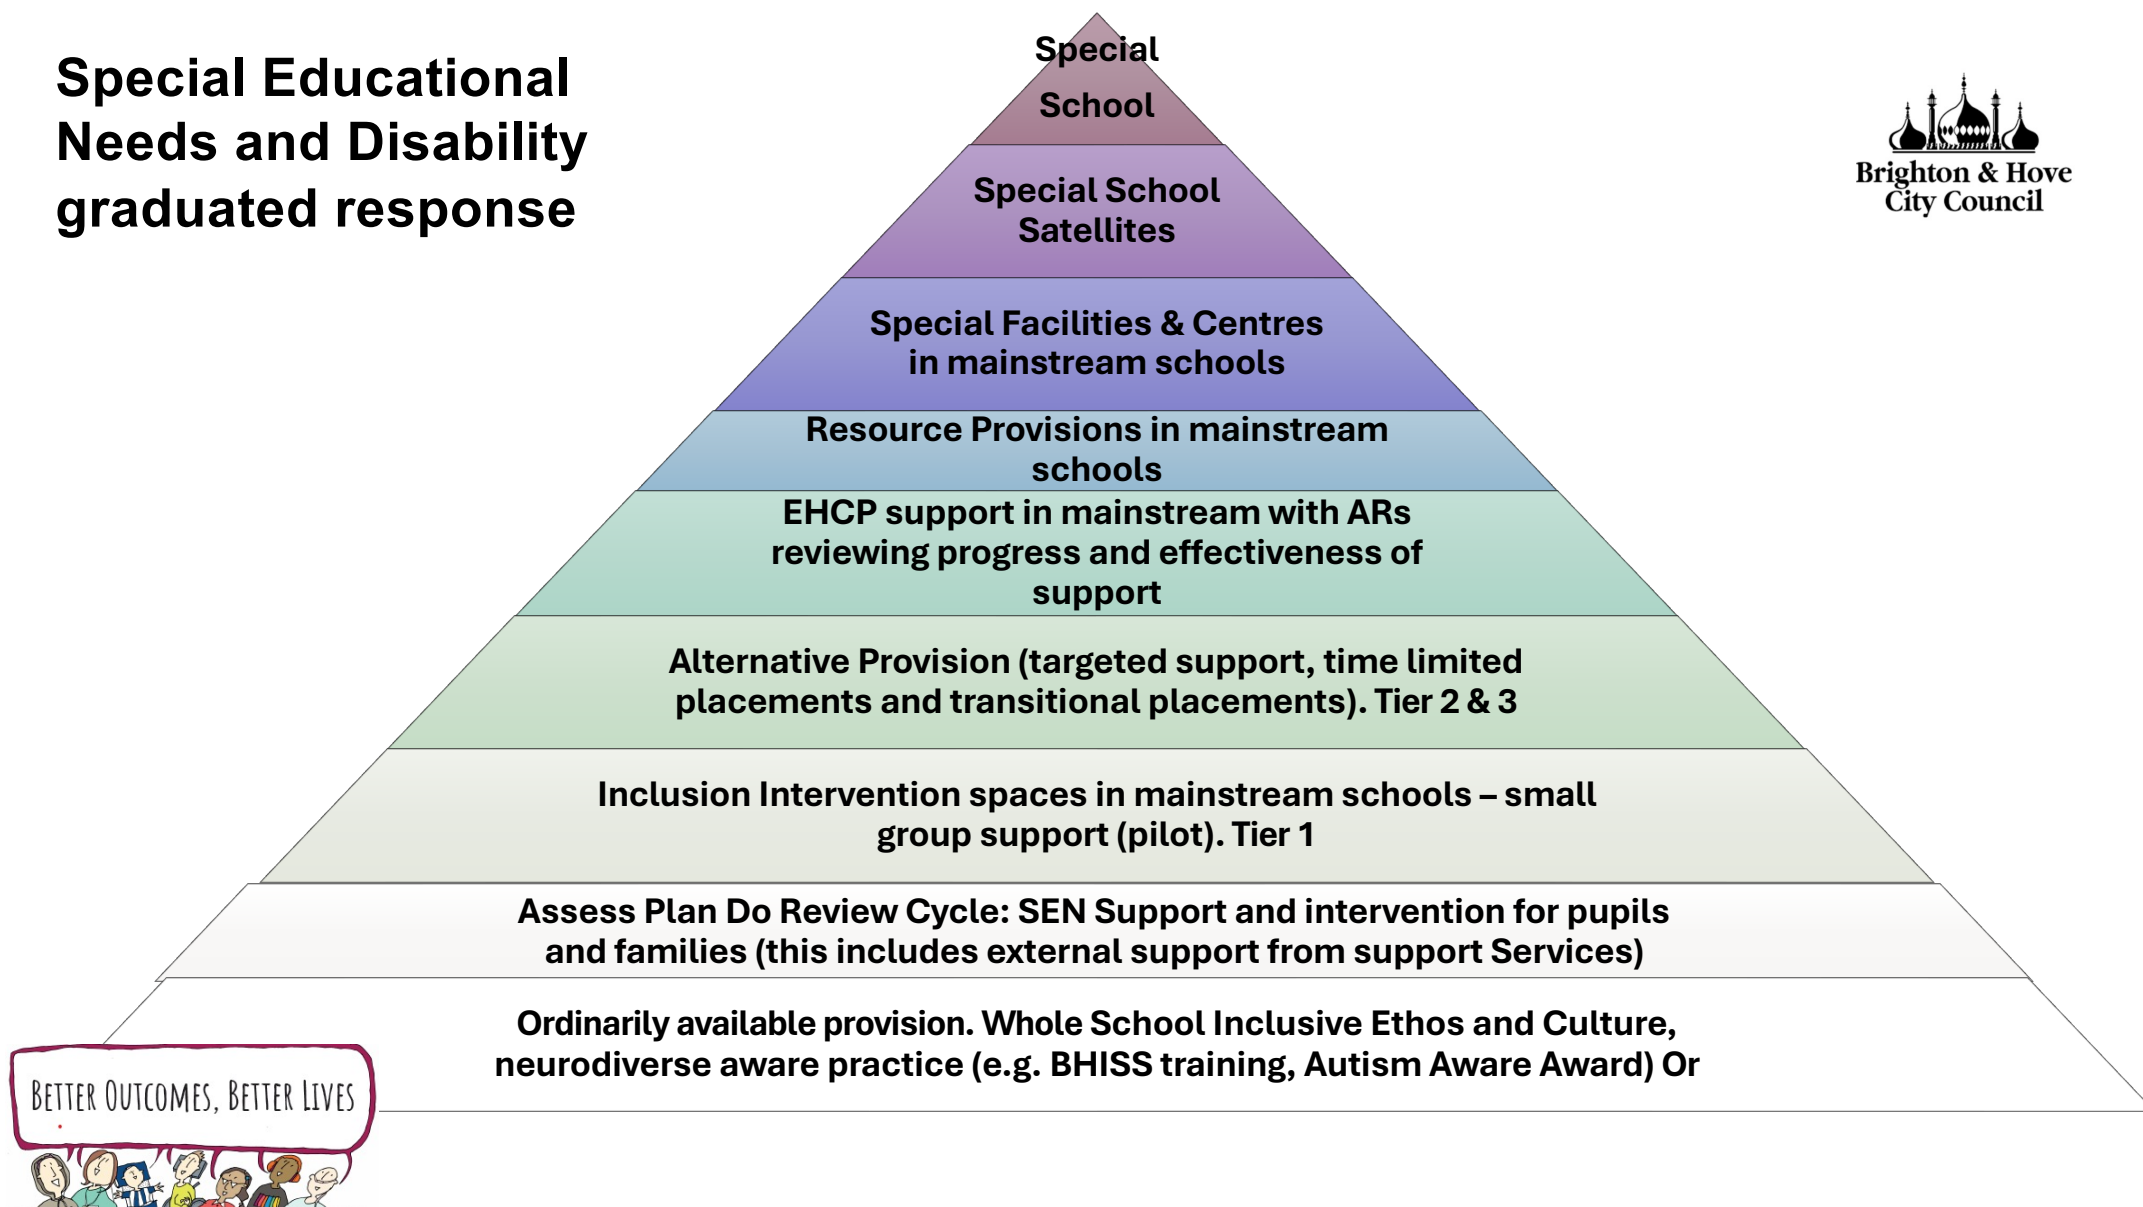 Special Educational
Needs and Disability
graduated response
Special
School
Special School
Satellites
Special Facilities & Centres
in mainstream schools
Resource Provisions in mainstream
schools
EHCP support in mainstream with ARs
reviewing progress and effectiveness of
support
Alternative Provision (targeted support, time limited
placements and transitional placements). Tier 2 & 3
Inclusion Intervention spaces in mainstream schools – small
group support (pilot). Tier 1
Assess Plan Do Review Cycle: SEN Support and intervention for pupils
and families (this includes external support from support Services)
Ordinarily available provision. Whole School Inclusive Ethos and Culture,
neurodiverse aware practice (e.g. BHISS training, Autism Aware Award) Or
Brighton & Hove
City Council
BETTER OUTCOMES, BETTER LIVES